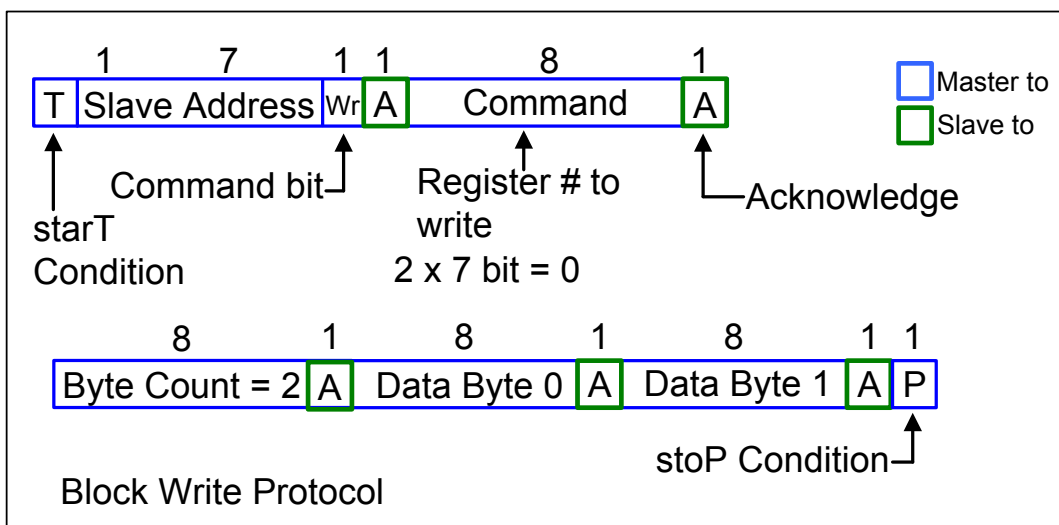 1 7 1 1 8 1
T Slave Address Wr A Command A
Master to
Slave to
Command bit
Register # to
write
2 x 7 bit = 0
Acknowledge
starT
Condition
8 1 8 1 8 1 1
Byte Count = 2 A Data Byte 0 A Data Byte 1 A P
stoP Condition
Block Write Protocol